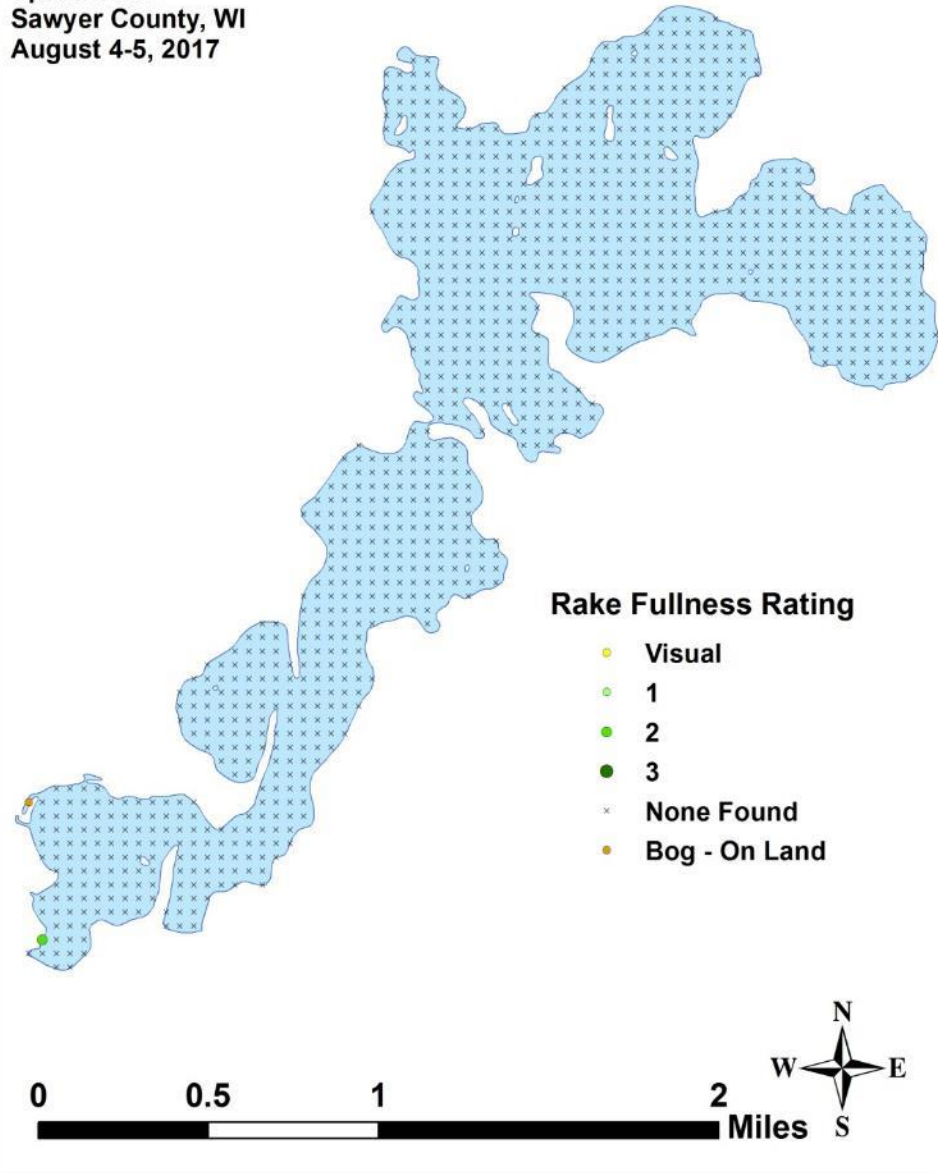 Sawyer County, WI
August 4-5, 2017
Rake Fullness Rating
Visual
1
2
3
None Found
Bog - On Land
N
W E
S
0 0.5 1 2
Miles